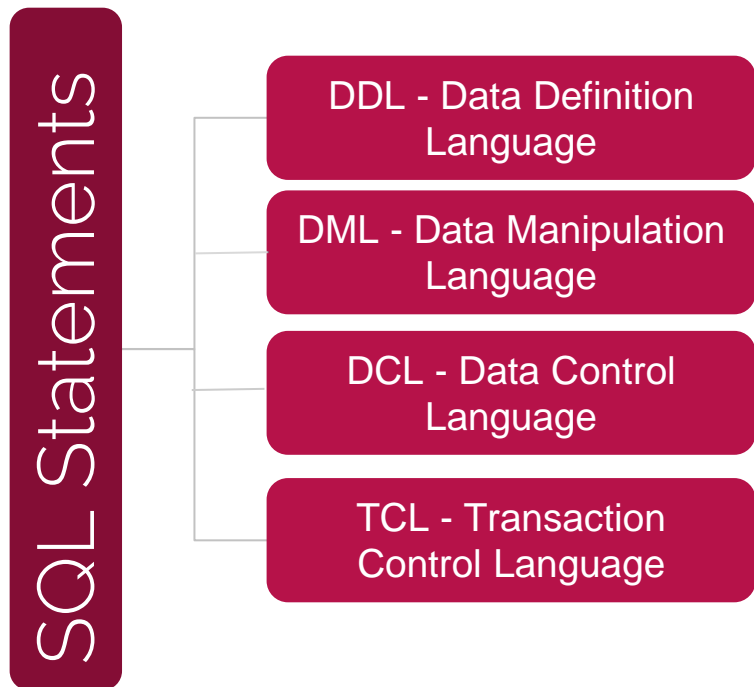 SQL Statements
DDL - Data Definition
Language
DML - Data Manipulation
Language
DCL - Data Control
Language
TCL - Transaction
Control Language